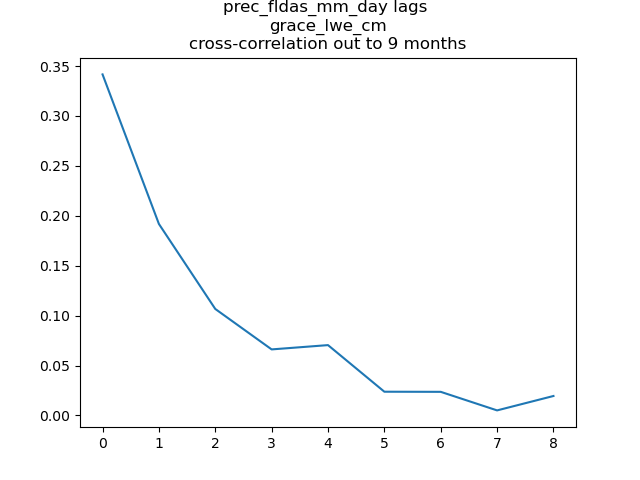 prec_fldas_mm_day lags
grace_lwe_cm
cross-correlation out to 9 months
0.35
0.30
0.25
0.20
0.15
0.10
0.05
0.00
0 1 2 3 4 5 6 7 8